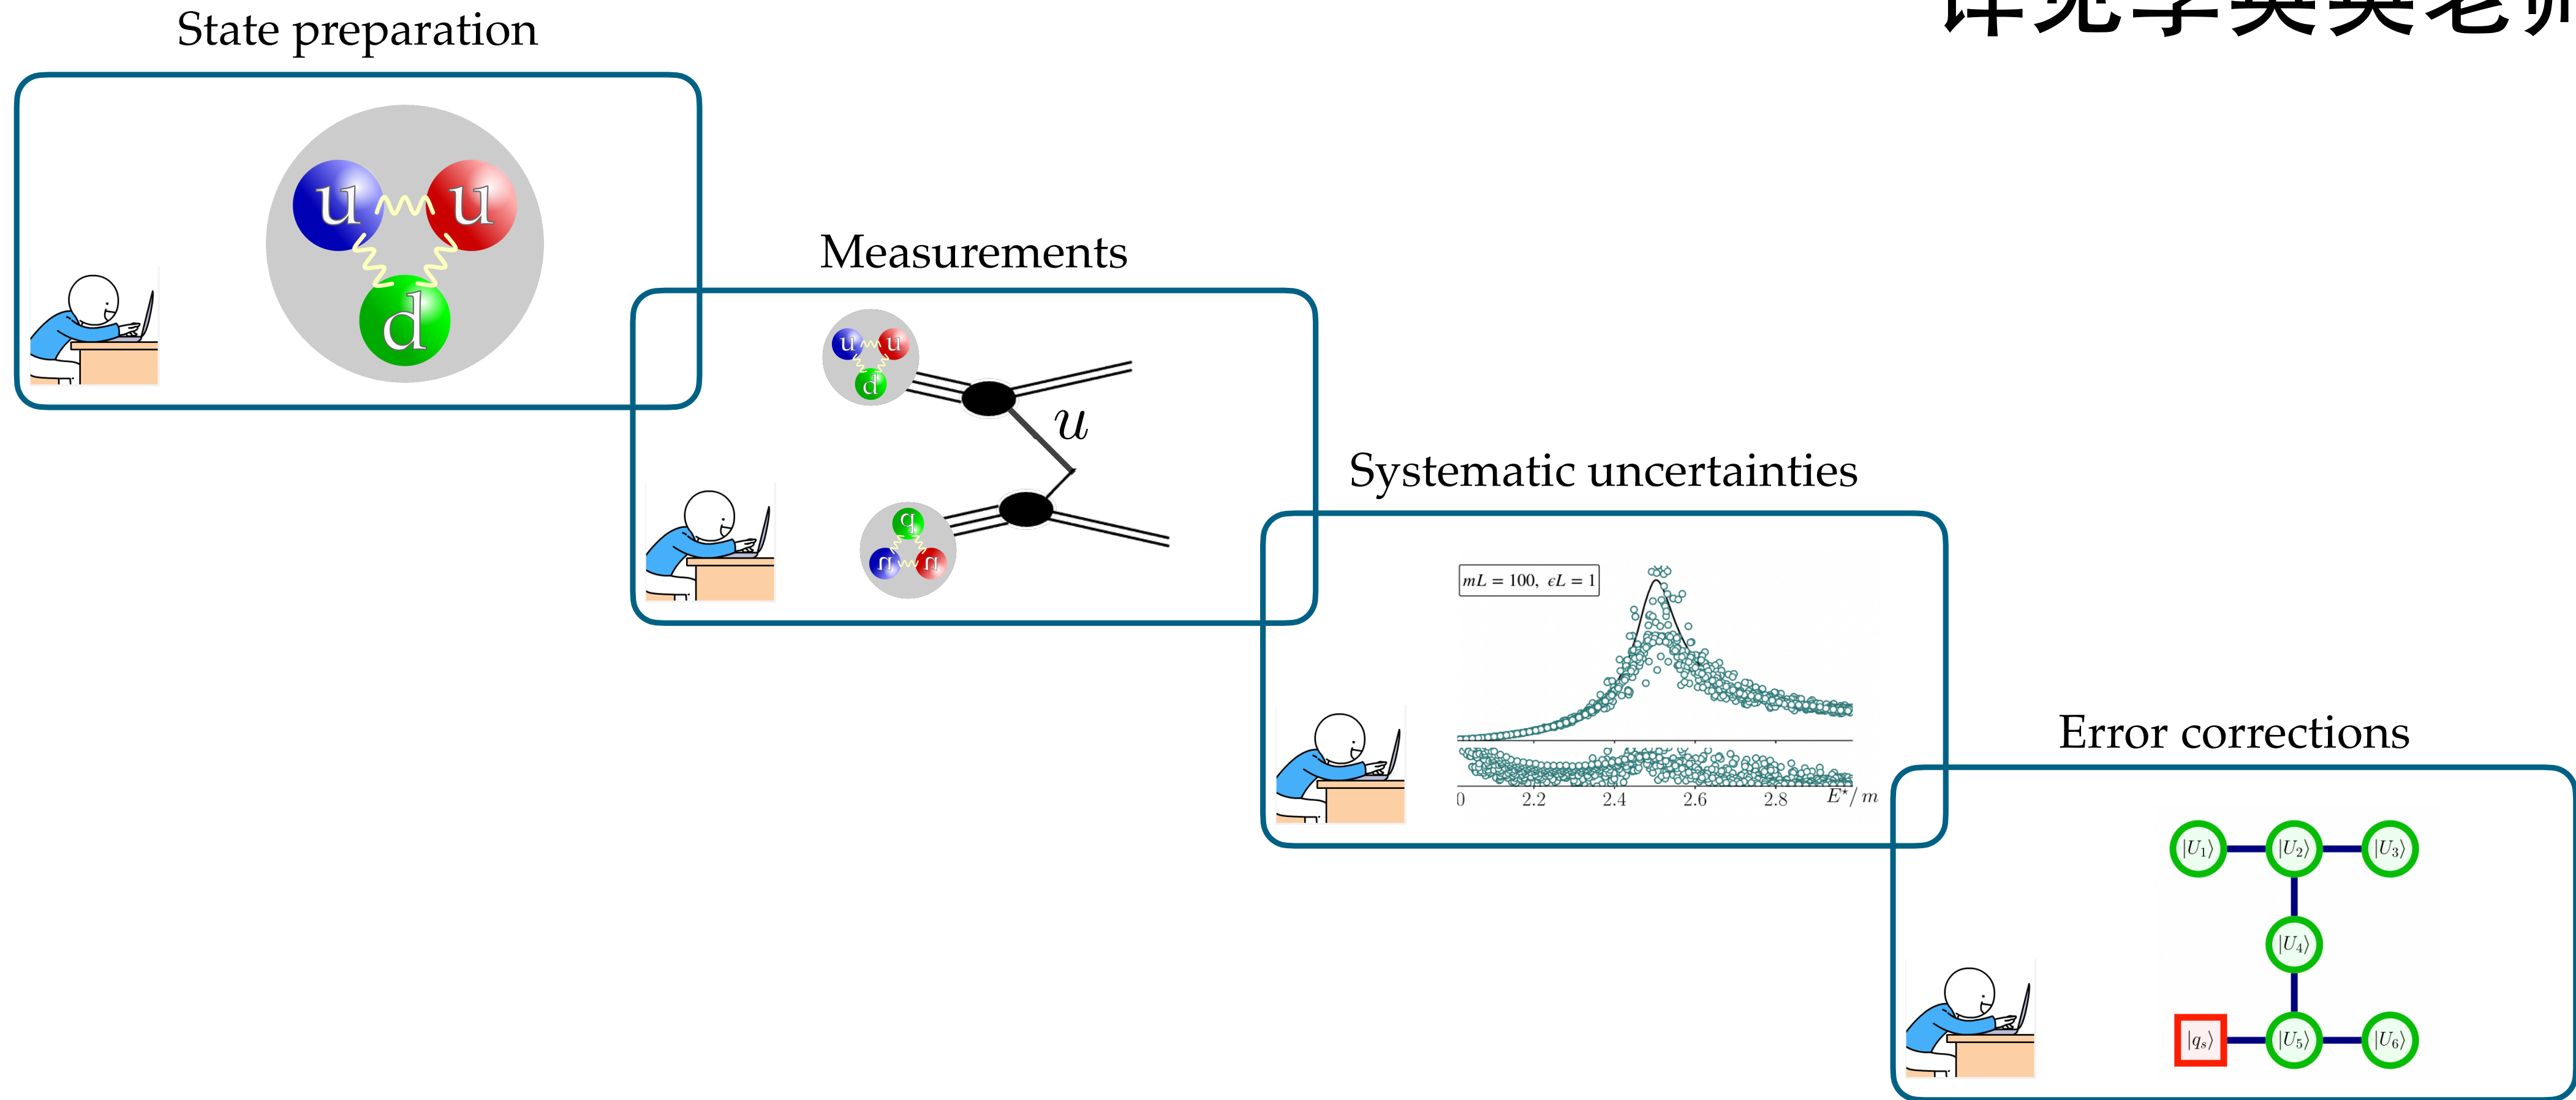 State preparation
u u
d
Measurements
u u
d
u
d
u u
Systematic uncertainties
mL = 100, ϵL = 1
0 2.2 2.4 2.6 2.8 E⋆/m
Error corrections
|U₁⟩ |U₂⟩ |U₃⟩
|U₄⟩
|qₛ⟩ |U₅⟩ |U₆⟩